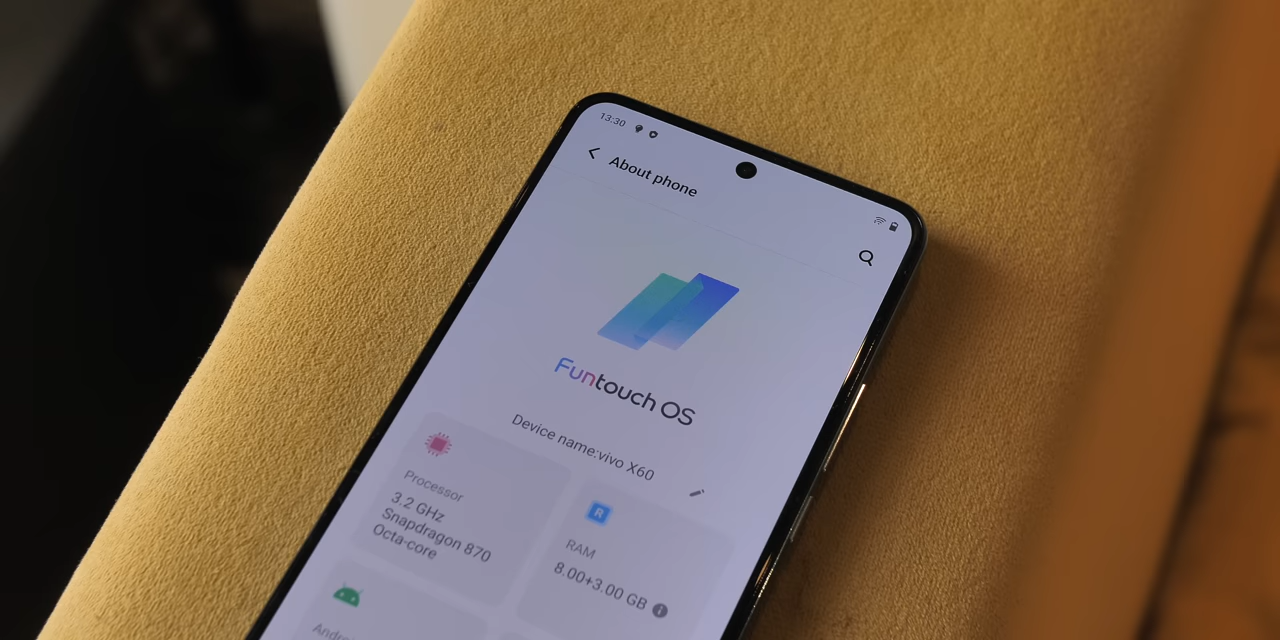 13:30
About phone
Funtouch OS
Device name:vivo X60
Processor
3.2 GHz
Snapdragon 870
Octa-core
R
RAM
8.00+3.00 GB